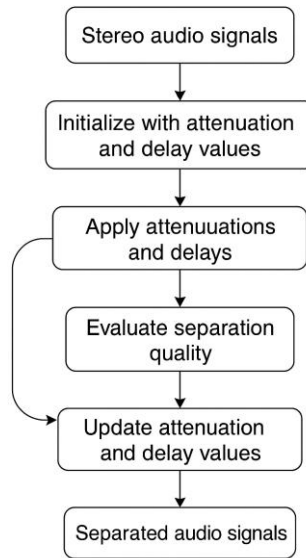 Stereo audio signals
Initialize with attenuation
and delay values
Apply attenuuations
and delays
Evaluate separation
quality
Update attenuation
and delay values
Separated audio signals